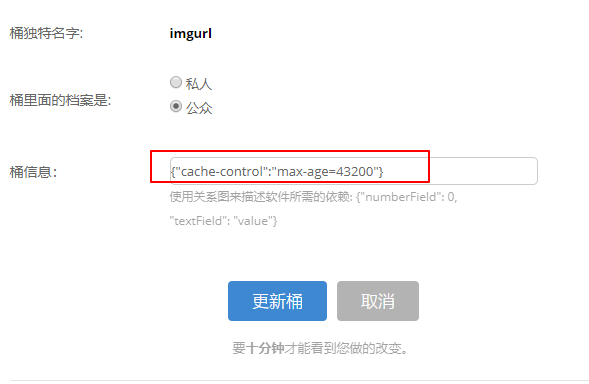 桶独特名字: imgurl
桶里面的档案是: 私人
公众
桶信息: {"cache-control":"max-age=43200"}
使用关系图来描述软件所需的依赖: {"numberField": 0,
"textField": "value"}
更新桶 取消
要十分钟才能看到您做的改变。